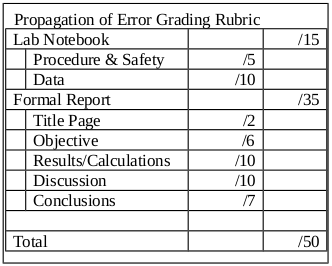 Propagation of Error Grading Rubric
Lab Notebook /15
Procedure & Safety /5
Data /10
Formal Report /35
Title Page /2
Objective /6
Results/Calculations /10
Discussion /10
Conclusions /7
Total /50